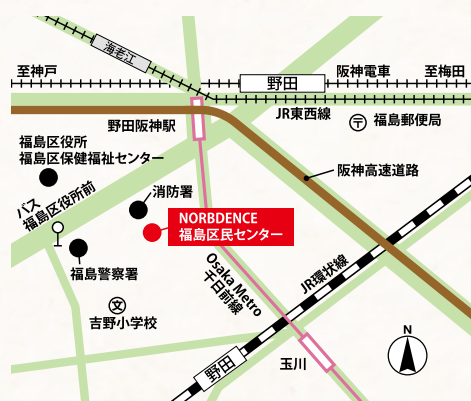 海老江
至神戸
野田
阪神電車
至梅田
JR東西線
野田阪神駅
〒
福島郵便局
福島区役所
福島区保健福祉センター
阪神高速道路
消防署
バス
福島区役所前
NORBDENCE
福島区民センター
福島警察署
Osaka Metro
千日前線
JR環状線
文
吉野小学校
N
野田
玉川